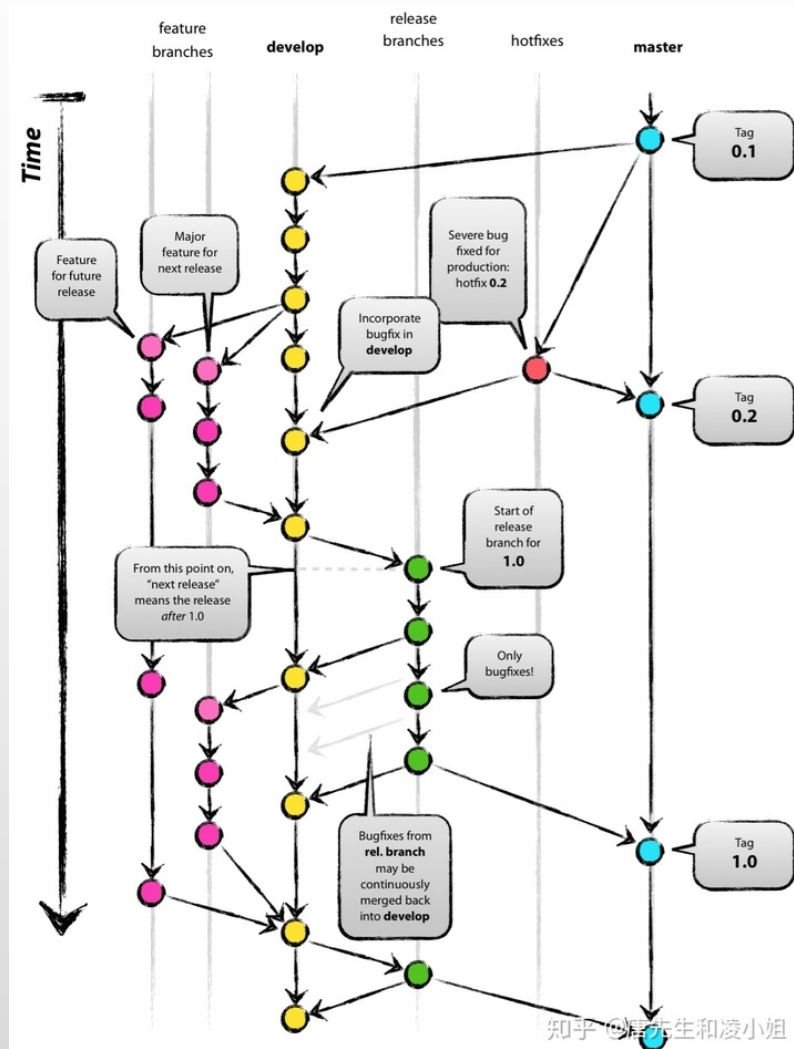 feature
branches
develop
release
branches
hotfixes
master
Time
Tag
0.1
Feature
for future
release
Major
feature for
next release
Severe bug
fixed for
production:
hotfix 0.2
Incorporate
bugfix in
develop
Tag
0.2
Start of
release
branch for
1.0
From this point on,
“next release”
means the release
after 1.0
Only
bugfixes!
Bugfixes from
rel. branch
may be
continuously
merged back
into develop
Tag
1.0
知乎 @唐先生和凌小姐